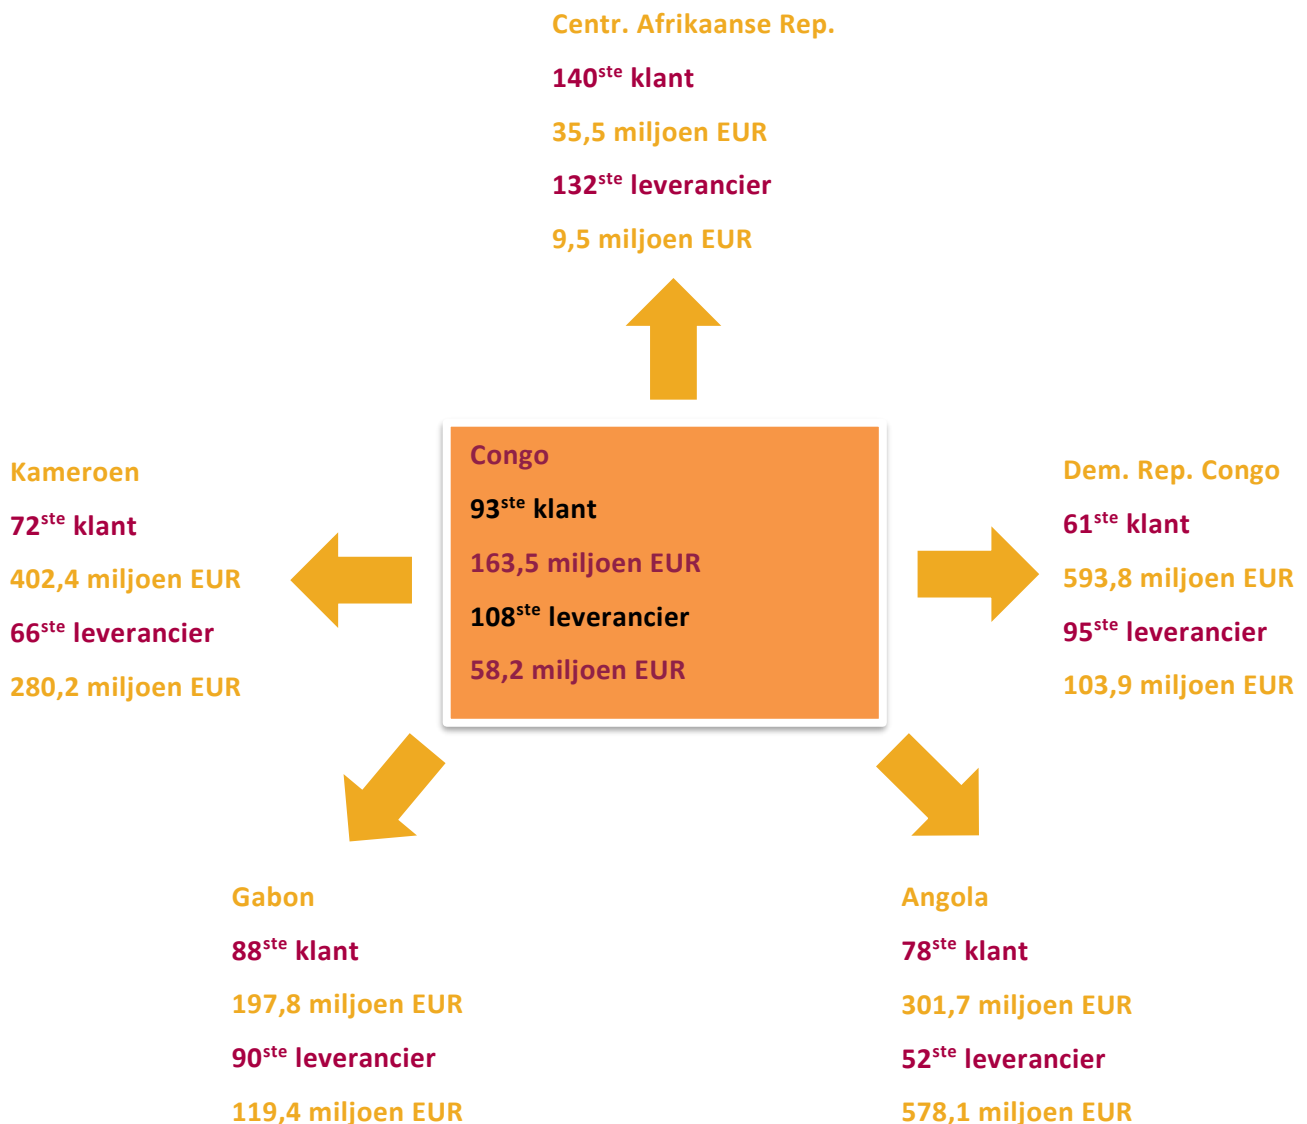 Centr. Afrikaanse Rep.
140ste klant
35,5 miljoen EUR
132ste leverancier
9,5 miljoen EUR
Kameroen
72ste klant
402,4 miljoen EUR
66ste leverancier
280,2 miljoen EUR
Congo
93ste klant
163,5 miljoen EUR
108ste leverancier
58,2 miljoen EUR
Dem. Rep. Congo
61ste klant
593,8 miljoen EUR
95ste leverancier
103,9 miljoen EUR
Gabon
88ste klant
197,8 miljoen EUR
90ste leverancier
119,4 miljoen EUR
Angola
78ste klant
301,7 miljoen EUR
52ste leverancier
578,1 miljoen EUR